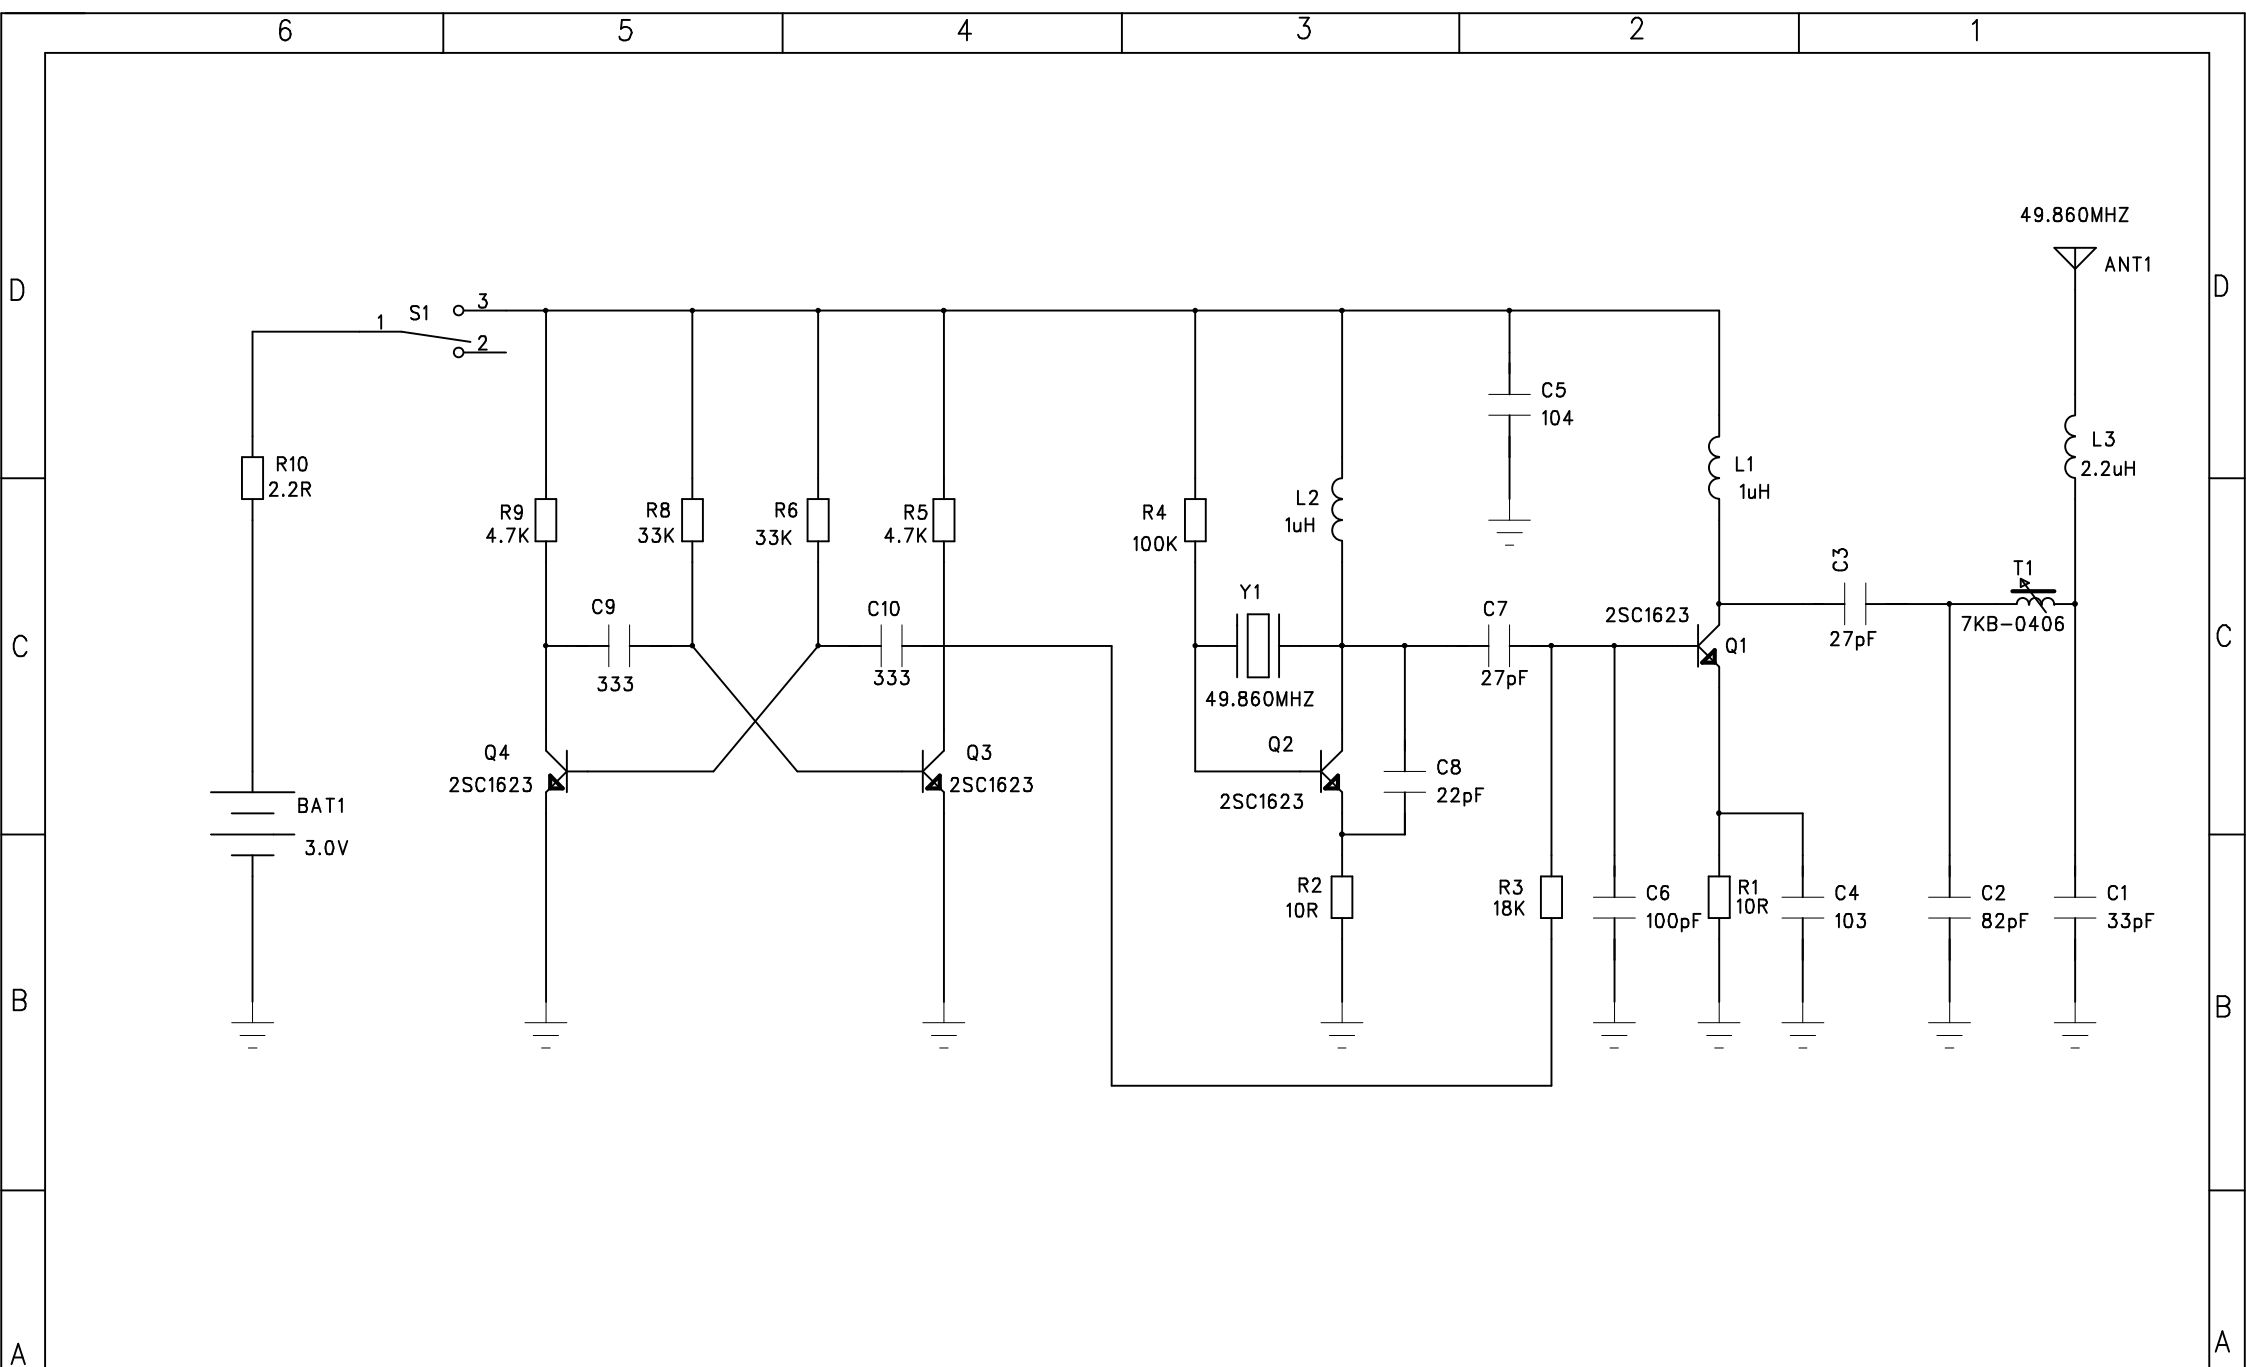 6 5 4 3 2 1
49.860MHZ
ANT1
D
D
S1
3
1
2
C5
104
L3
2.2uH
R10
2.2R
L1
1uH
R9
4.7K
R8
33K
R6
33K
R5
4.7K
R4
100K
L2
1uH
C3
27pF
T1
7KB-0406
C9
333
C10
333
Y1
49.860MHZ
C7
27pF
2SC1623
Q1
C
C
Q4
2SC1623
Q3
2SC1623
Q2
2SC1623
C8
22pF
BAT1
3.0V
R2
10R
R3
18K
C6
100pF
R1
10R
C4
103
C2
82pF
C1
33pF
B
B
A
A